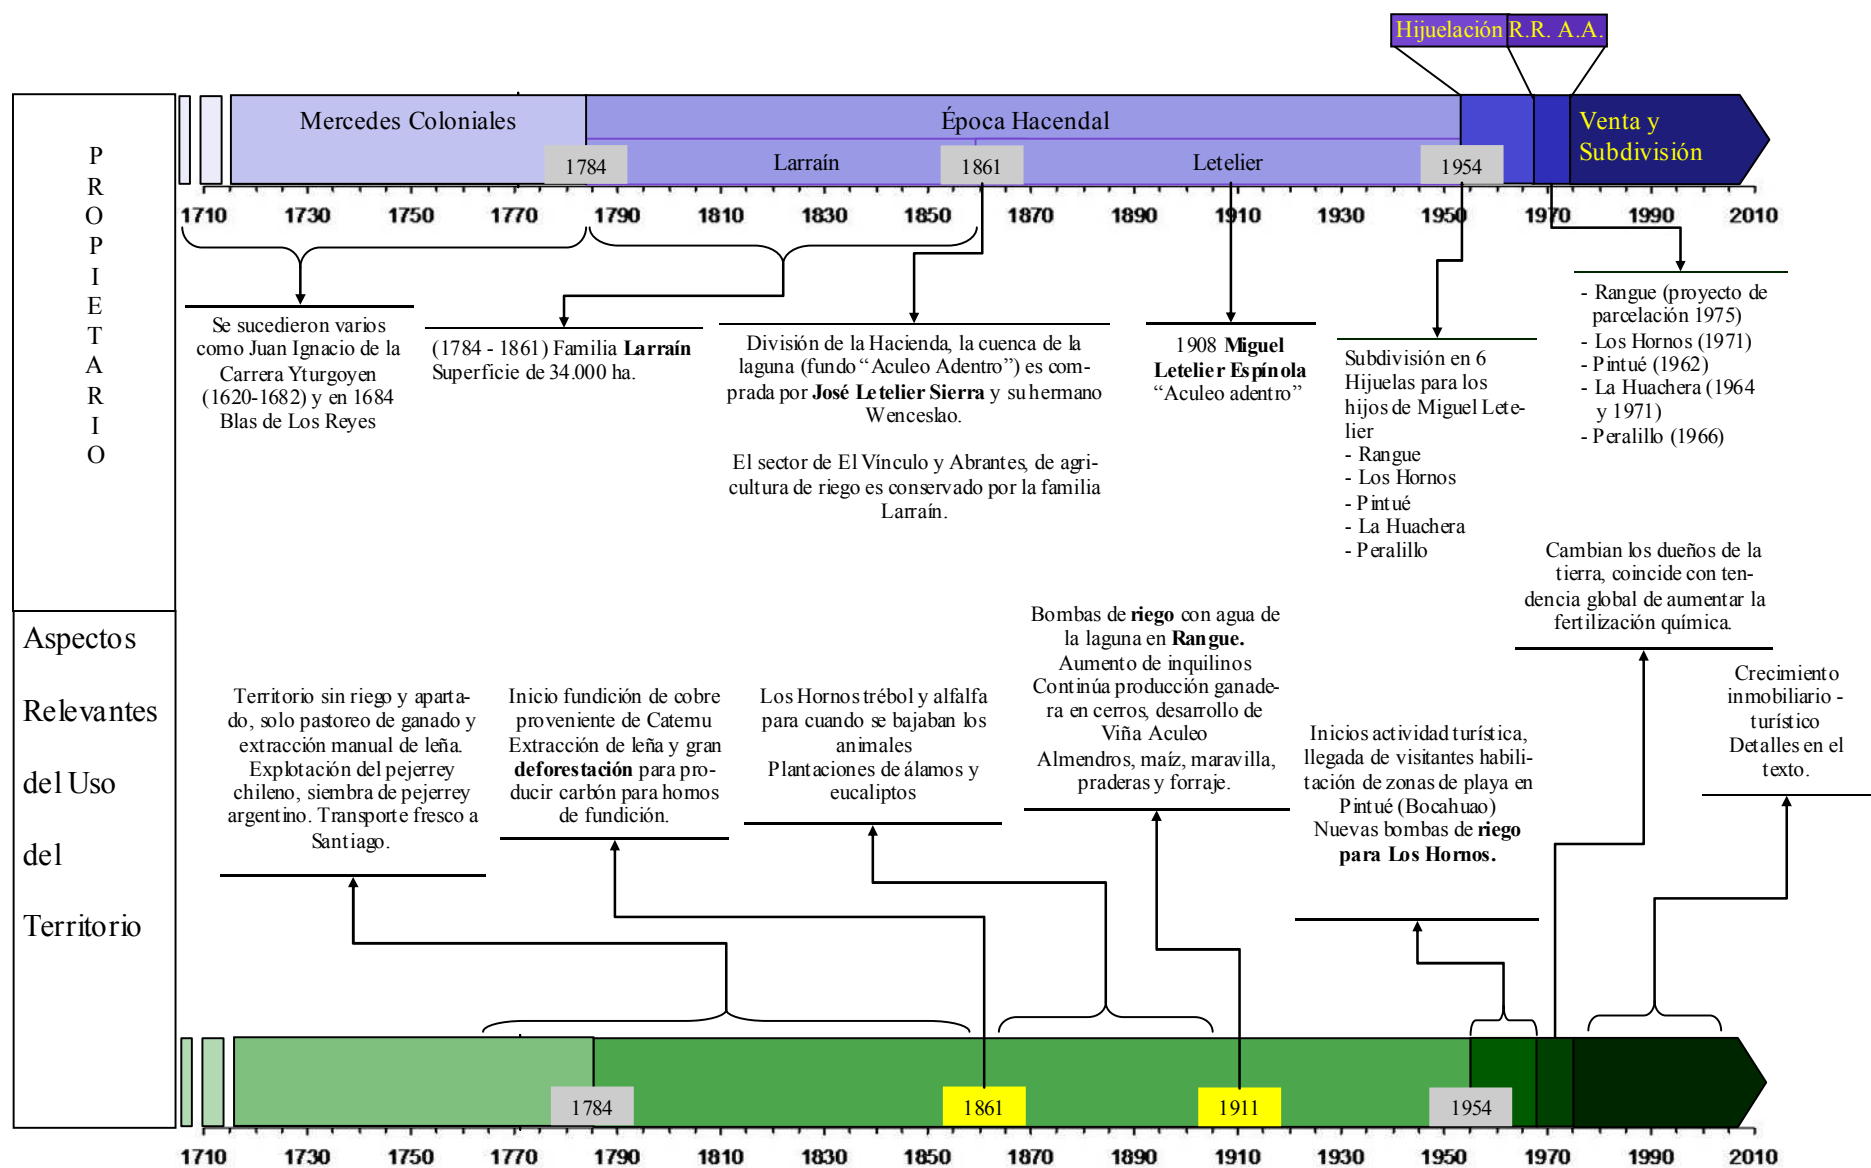 Hijuelación R.R. A.A.
Mercedes Coloniales
Época Hacendal
Venta y
Subdivisión
Larraín
Letelier
1784
1861
1954
1710 1730 1750 1770 1790 1810 1830 1850 1870 1890 1910 1930 1950 1970 1990 2010
P
R
O
P
I
E
T
A
R
I
O
Se sucedieron varios
como Juan Ignacio de la
Carrera Yturgoyen
(1620-1682) y en 1684
Blas de Los Reyes
(1784 - 1861) Familia Larraín
Superficie de 34.000 ha.
División de la Hacienda, la cuenca de la
laguna (fundo “Aculeo Adentro”) es com-
prada por José Letelier Sierra y su hermano
Wenceslao.
El sector de El Vínculo y Abrantes, de agri-
cultura de riego es conservado por la familia
Larraín.
1908 Miguel
Letelier Espínola
“Aculeo adentro”
Subdivisión en 6
Hijuelas para los
hijos de Miguel Lete-
lier
- Rangue
- Los Hornos
- Pintué
- La Huachera
- Peralillo
- Rangue (proyecto de
parcelación 1975)
- Los Hornos (1971)
- Pintué (1962)
- La Huachera (1964
y 1971)
- Peralillo (1966)
Aspectos
Relevantes
del Uso
del
Territorio
Territorio sin riego y aparta-
do, solo pastoreo de ganado y
extracción manual de leña.
Explotación del pejerrey
chileno, siembra de pejerrey
argentino. Transporte fresco a
Santiago.
Inicio fundición de cobre
proveniente de Catemu
Extracción de leña y gran
deforestación para pro-
ducir carbón para hornos
de fundición.
Los Hornos trébol y alfalfa
para cuando se bajaban los
animales
Plantaciones de álamos y
eucaliptos
Bombas de riego con agua de
la laguna en Rangue.
Aumento de inquilinos
Continúa producción ganade-
ra en cerros, desarrollo de
Viña Aculeo
Almendros, maíz, maravilla,
praderas y forraje.
Inicios actividad turística,
llegada de visitantes habili-
tación de zonas de playa en
Pintué (Bocahuao)
Nuevas bombas de riego
para Los Hornos.
Cambian los dueños de la
tierra, coincide con ten-
dencia global de aumentar la
fertilización química.
Crecimiento
inmobiliario -
turístico
Detalles en el
texto.
1784
1861
1911
1954
1710 1730 1750 1770 1790 1810 1830 1850 1870 1890 1910 1930 1950 1970 1990 2010